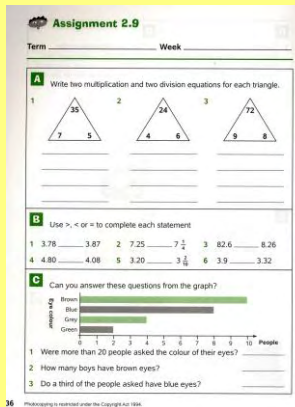 Assignment 2.9
Term Week
A Write two multiplication and two division equations for each triangle.
1 2 3
35 24 72
7 5 4 6 9 8
B Use >, < or = to complete each statement
1 3.78 ____ 3.87 2 7.25 ____ 7 1/4 3 82.6 ____ 8.26
4 4.80 ____ 4.08 5 3.20 ____ 3 2/10 6 3.9 ____ 3.32
C Can you answer these questions from the graph?
Eye colour
Brown
Blue
Grey
Green
0 1 2 3 4 5 6 7 8 9 10 People
1 Were more than 20 people asked the colour of their eyes?
2 How many boys have brown eyes?
3 Do a third of the people asked have blue eyes?
36 Photocopying is restricted under the Copyright Act 1994.